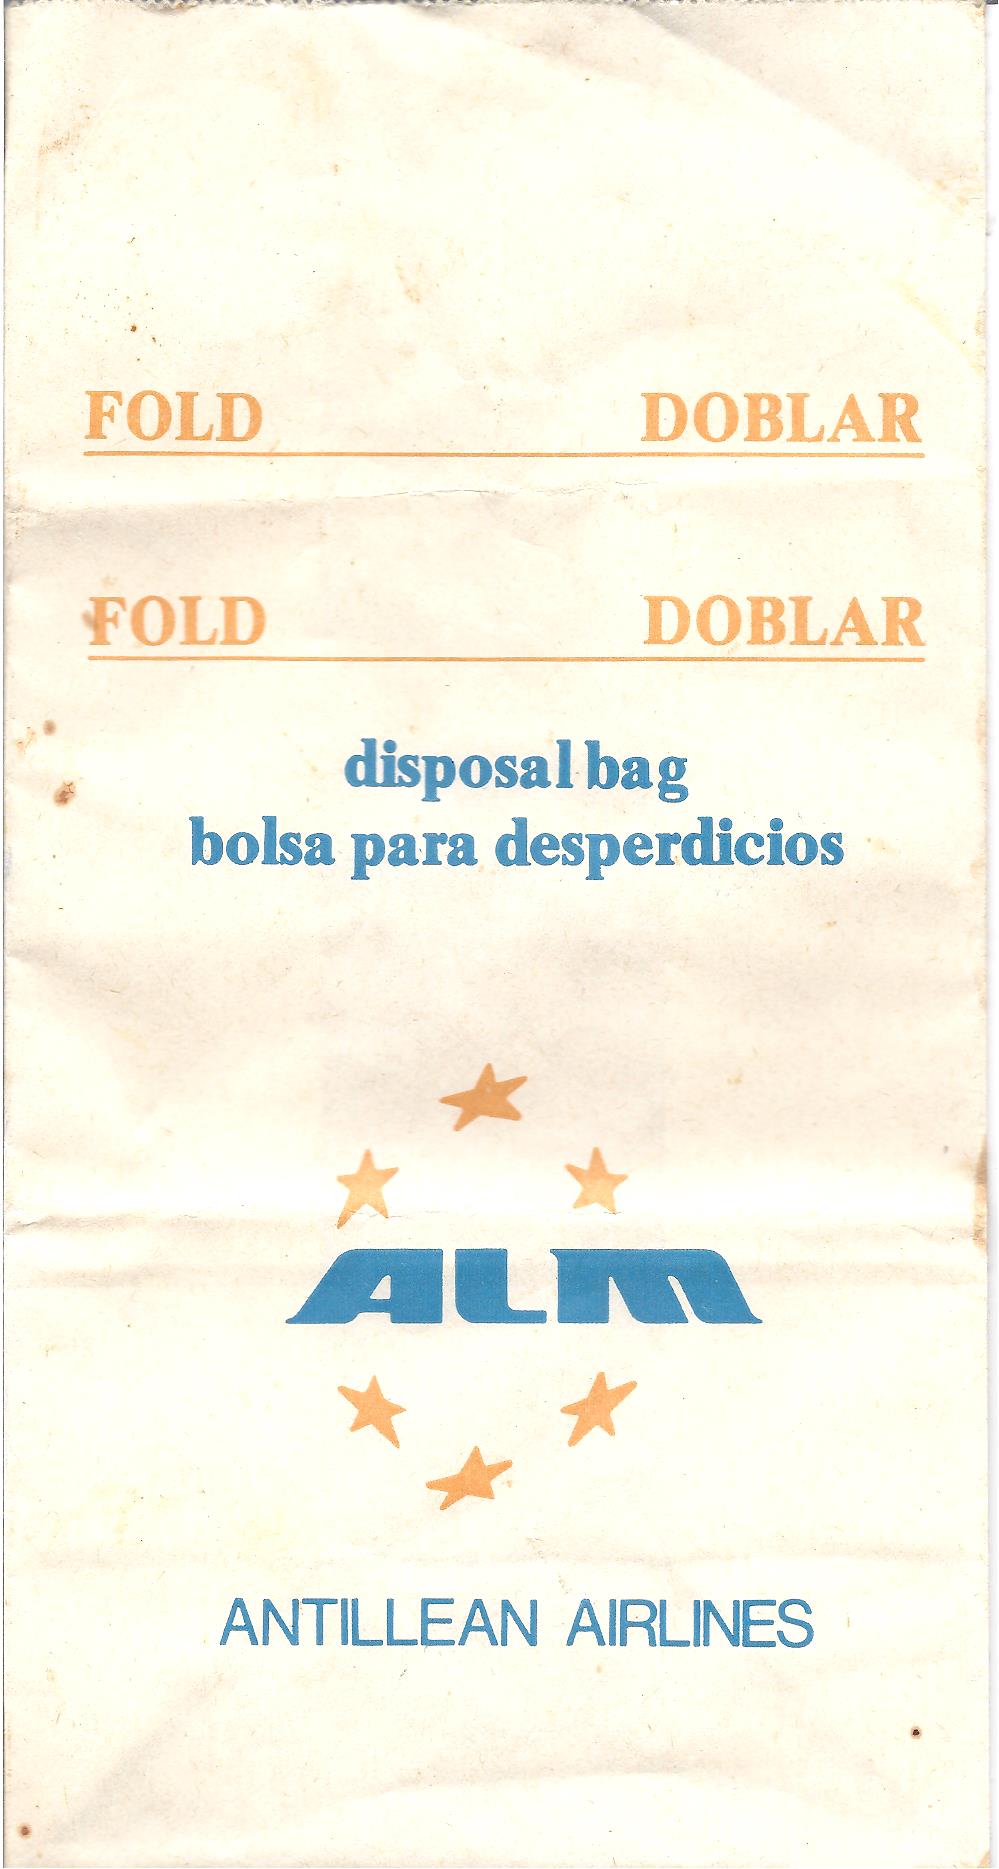 FOLD DOBLAR
FOLD DOBLAR
disposal bag
bolsa para desperdicios
ALM
ANTILLEAN AIRLINES